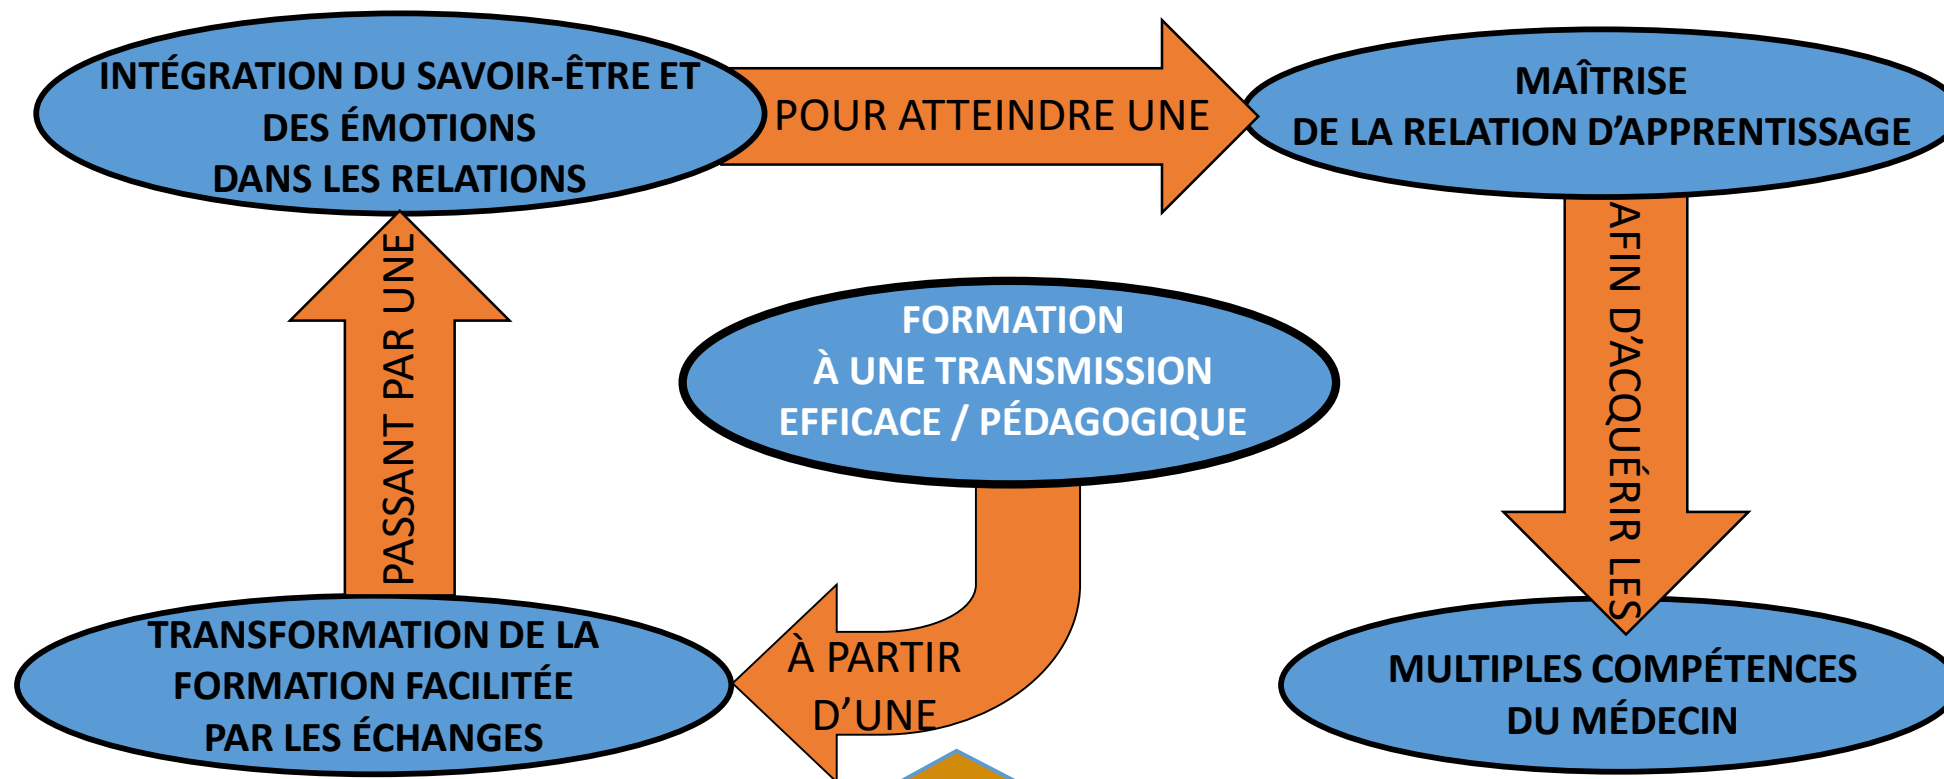 INTÉGRATION DU SAVOIR-ÊTRE ET
DES ÉMOTIONS
DANS LES RELATIONS
POUR ATTEINDRE UNE
MAÎTRISE
DE LA RELATION D’APPRENTISSAGE
PASSANT PAR UNE
FORMATION
À UNE TRANSMISSION
EFFICACE / PÉDAGOGIQUE
AFIN D’ACQUÉRIR LES
TRANSFORMATION DE LA
FORMATION FACILITÉE
PAR LES ÉCHANGES
À PARTIR
D’UNE
MULTIPLES COMPÉTENCES
DU MÉDECIN